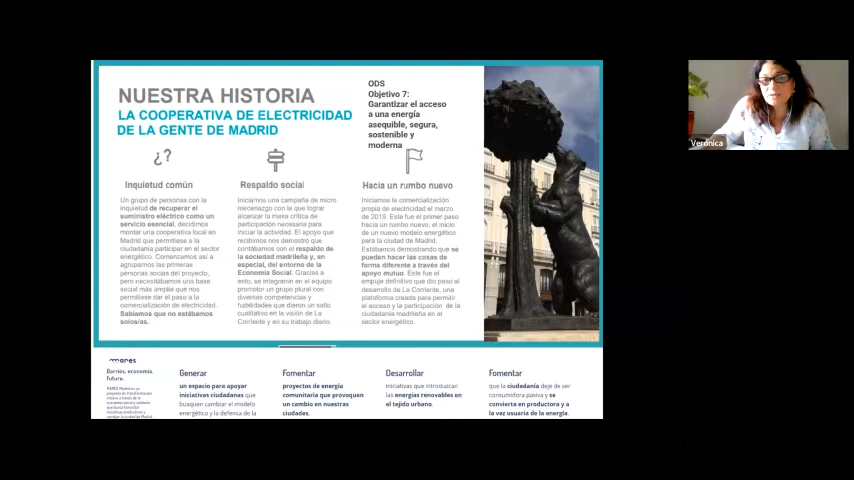 NUESTRA HISTORIA
LA COOPERATIVA DE ELECTRICIDAD
DE LA GENTE DE MADRID
ODS
Objetivo 7:
Garantizar el acceso
a una energía
asequible, segura,
sostenible y
moderna
¿?
Inquietud común
Un grupo de personas con la
inquietud de recuperar el
suministro eléctrico como un
servicio esencial, decidimos
montar una cooperativa local en
Madrid que permitiese a la
ciudadanía participar en el sector
energético. Comenzamos así a
agruparnos las primeras
personas socias del proyecto,
pero necesitábamos una base
social más amplia que nos
permitiese dar el paso a la
comercialización de electricidad.
Sabíamos que no estábamos
solos/as.
Respaldo social
Iniciamos una campaña de micro
mecenazgo con la que lograr
alcanzar la masa crítica de
participación necesaria para
iniciar la actividad. El apoyo que
recibimos nos demostró que
contábamos con el respaldo de
la sociedad madrileña y, en
especial, del entorno de la
Economía Social. Gracias a
esto, se integraron en el equipo
promotor un grupo plural con
diversas competencias y
habilidades que dieron un salto
cualitativo en la visión de La
Corriente y en su trabajo diario.
Hacia un rumbo nuevo
Iniciamos la comercialización
propia de electricidad el marzo
de 2019. Este fue el primer paso
hacia un rumbo nuevo, el inicio
de un nuevo modelo energético
para la ciudad de Madrid.
Estábamos demostrando que se
pueden hacer las cosas de
forma diferente a través del
apoyo mutuo. Este fue el
empuje definitivo que dio paso al
desarrollo de La Corriente, una
plataforma creada para permitir
el acceso y la participación de la
ciudadanía madrileña en el
sector energético.
mares
Barrios, economía.
Futuro.
Generar
un espacio para apoyar
iniciativas ciudadanas que
busquen cambiar el modelo
energético y la defensa de la
Fomentar
proyectos de energía
comunitaria que provoquen
un cambio en nuestras
ciudades.
Desarrollar
iniciativas que introduzcan
las energías renovables en
el tejido urbano.
Fomentar
que la ciudadanía deje de ser
consumidora pasiva y se
convierta en productora y a
la vez usuaria de la energía.
Verónica